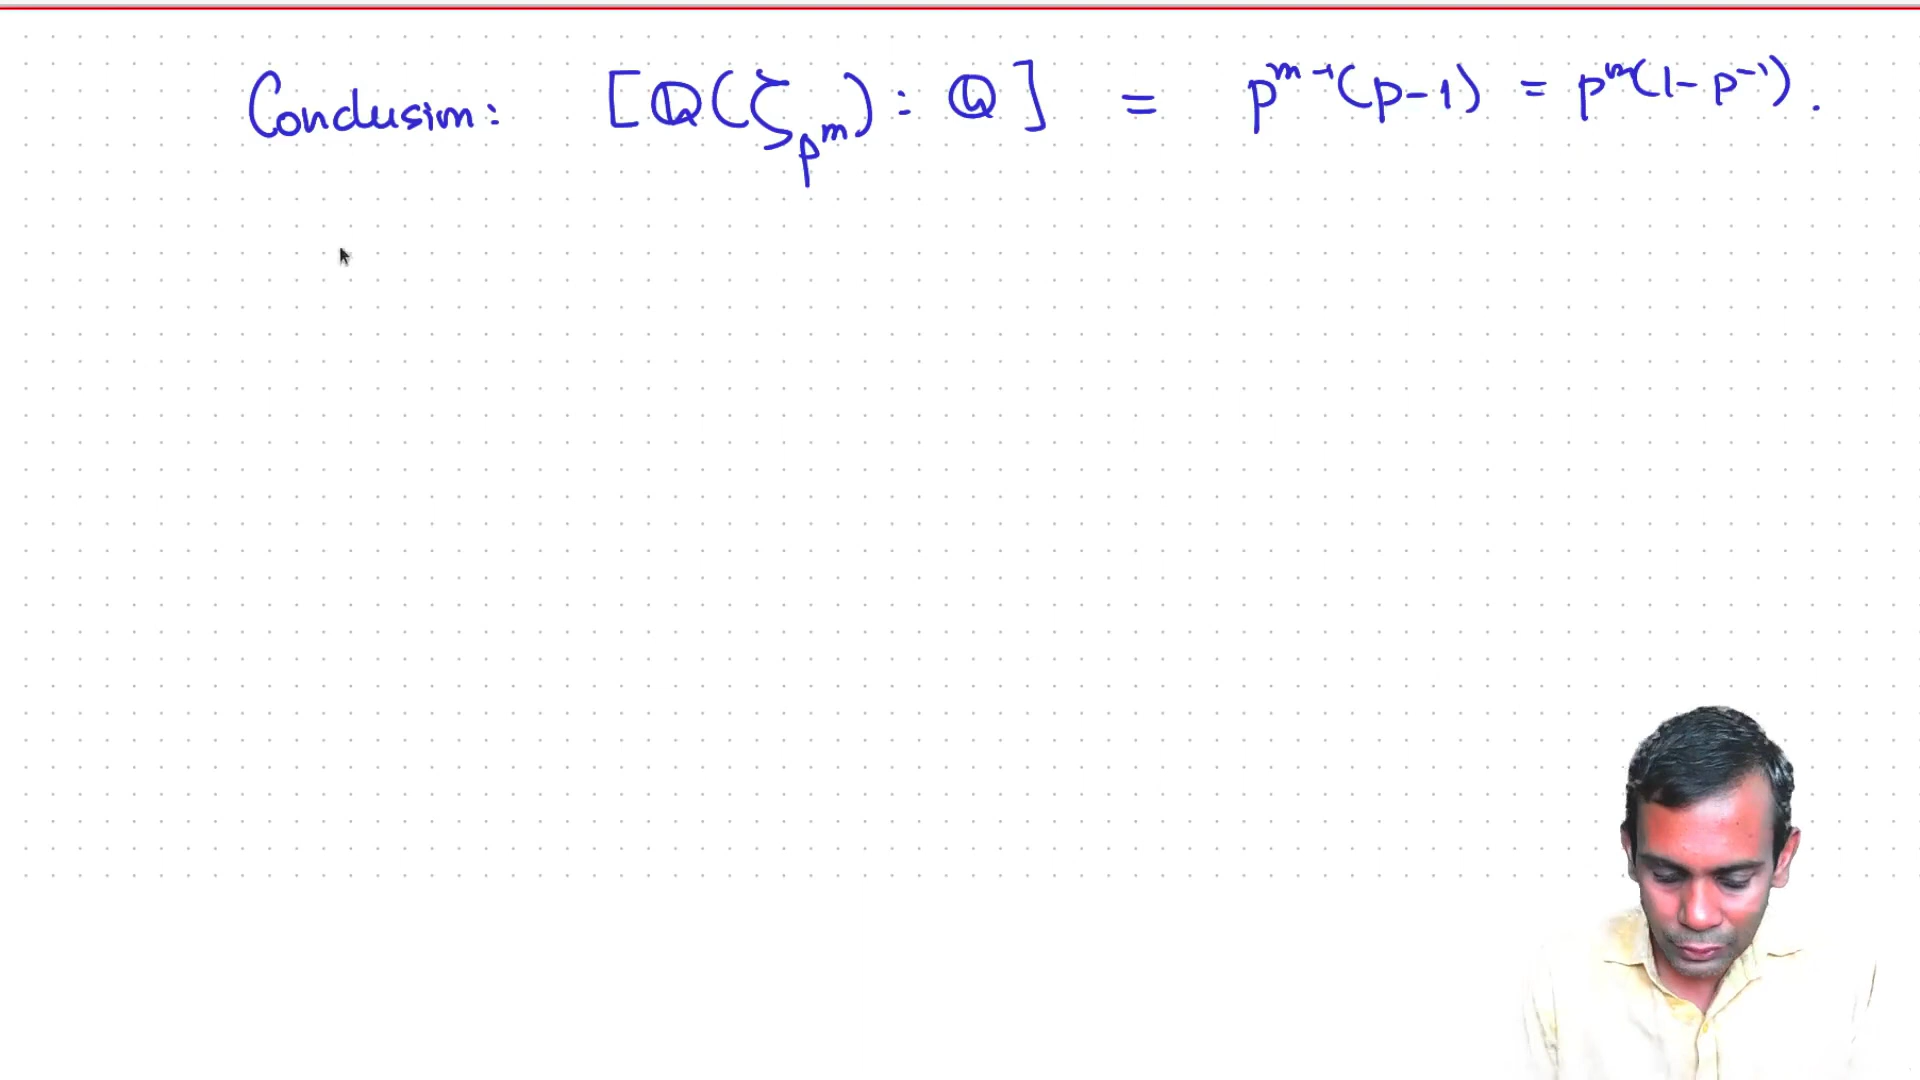 Conclusion: [ℚ(ζ_{p^m}) : ℚ] = p^{m-1}(p-1) = p^m(1-p^{-1}).